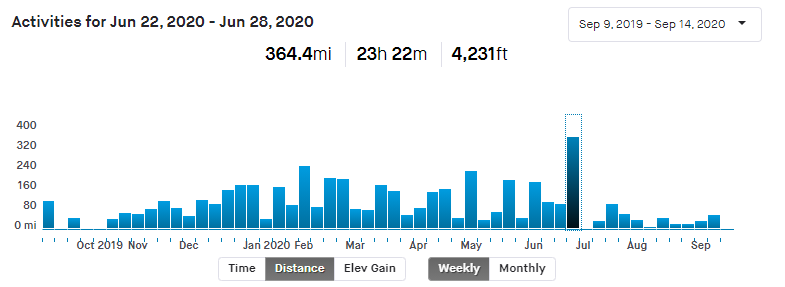 Activities for Jun 22, 2020 - Jun 28, 2020
Sep 9, 2019 - Sep 14, 2020
364.4mi 23h 22m 4,231ft
400
320
240
160
80
0 mi
Oct 2019 Nov Dec Jan 2020 Feb Mar Apr May Jun Jul Aug Sep
Time Distance Elev Gain Weekly Monthly